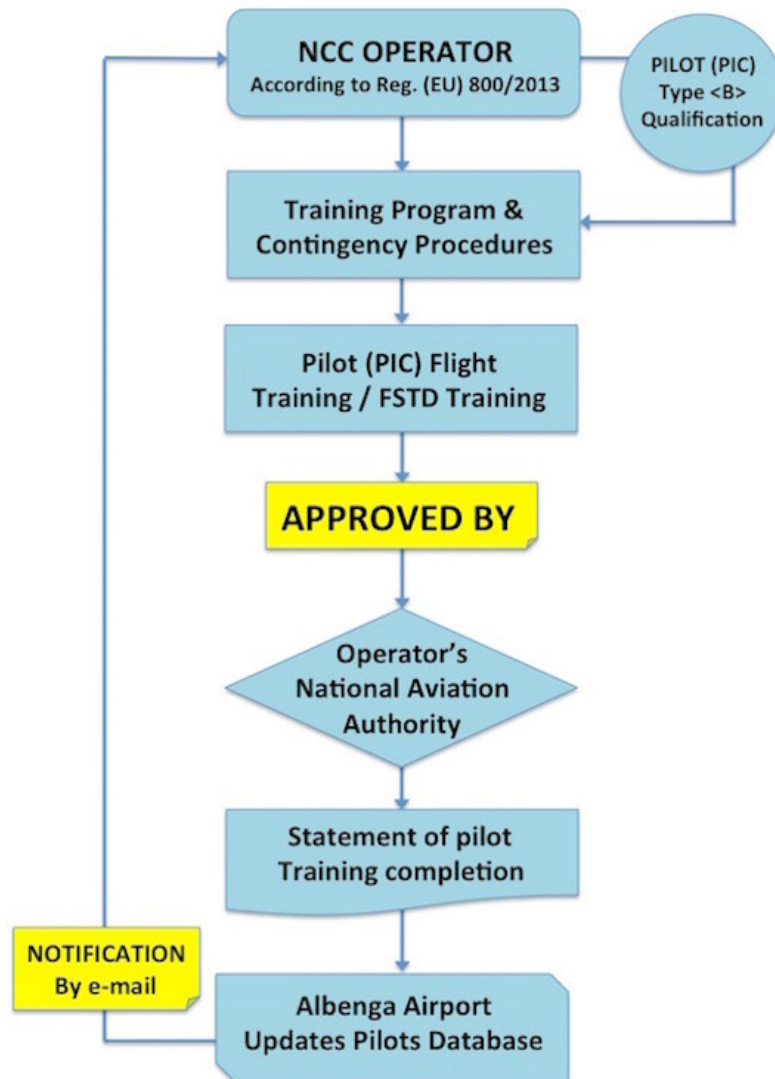 NCC OPERATOR
According to Reg. (EU) 800/2013
PILOT (PIC)
Type <B>
Qualification
Training Program &
Contingency Procedures
Pilot (PIC) Flight
Training / FSTD Training
APPROVED BY
Operator’s
National Aviation
Authority
Statement of pilot
Training completion
NOTIFICATION
By e-mail
Albenga Airport
Updates Pilots Database